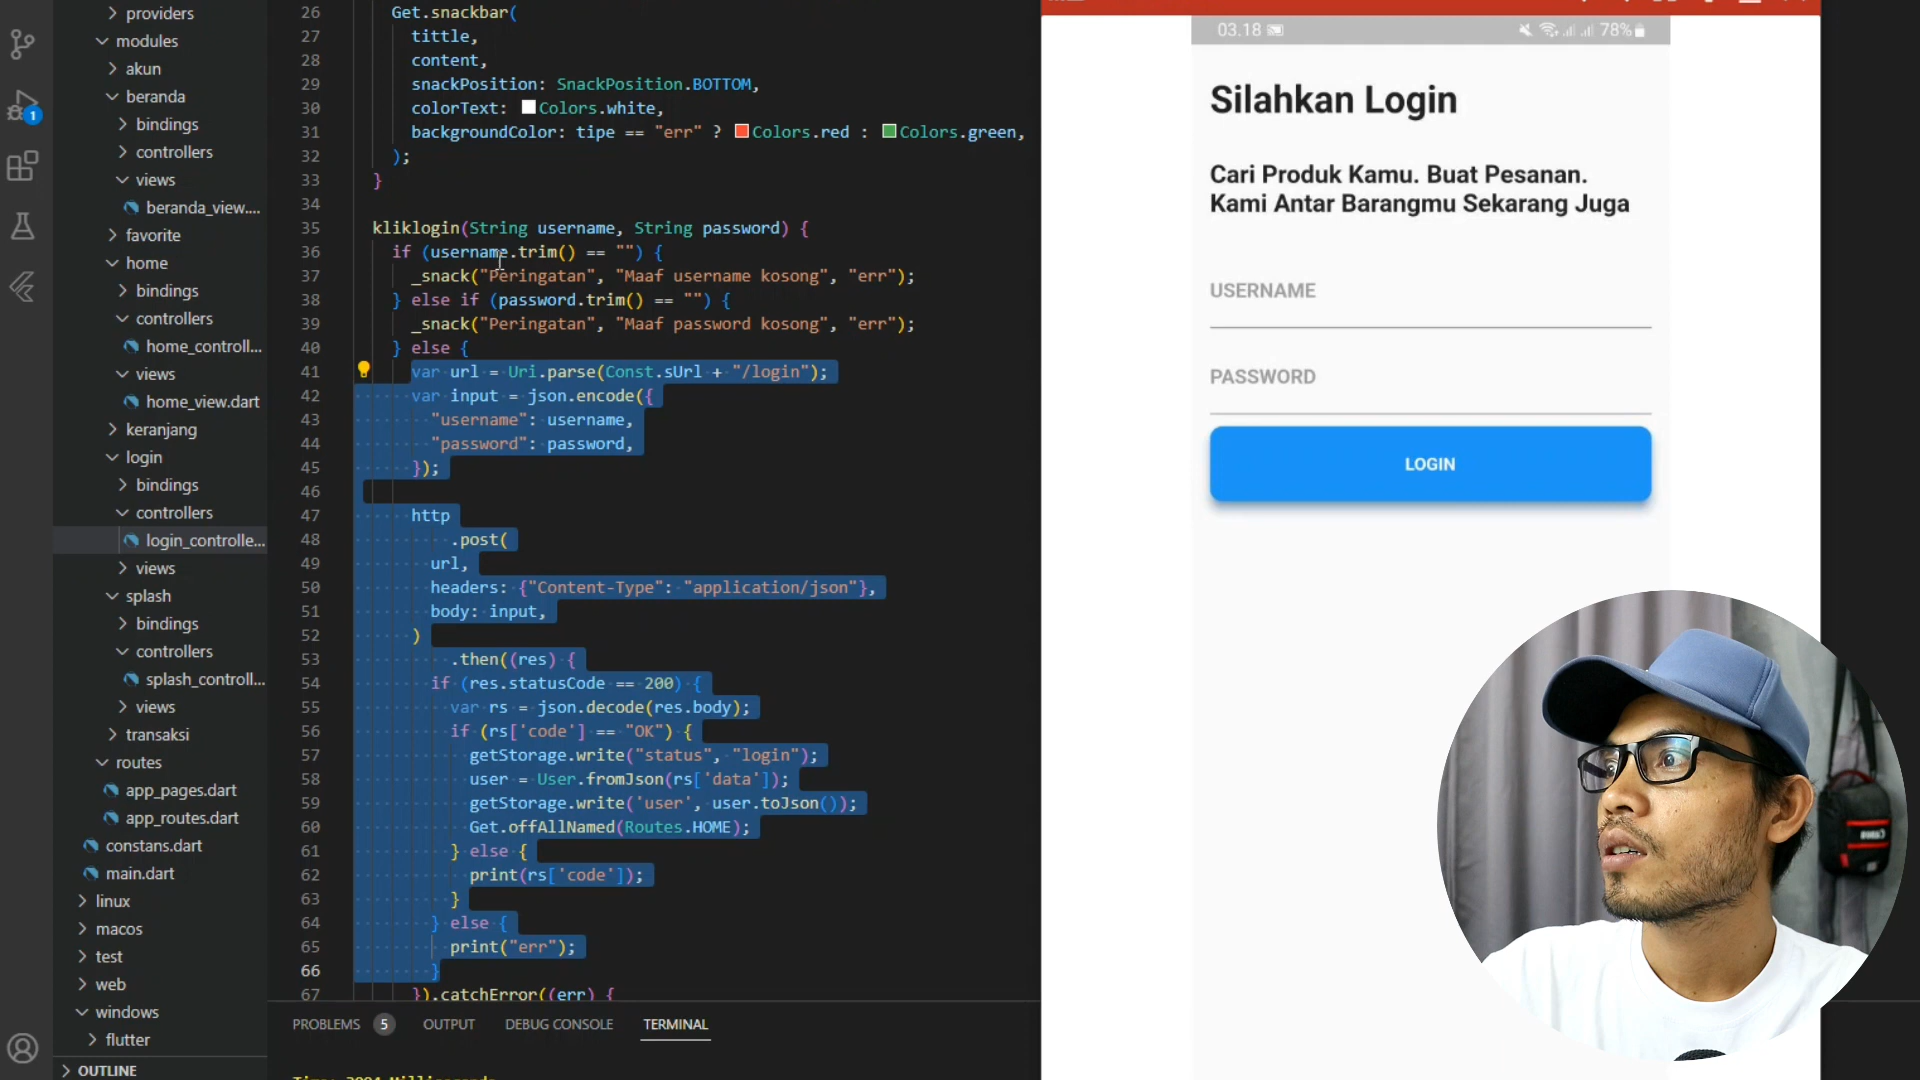 providers
modules
akun
beranda
bindings
controllers
views
beranda_view....
favorite
home
bindings
controllers
home_controll...
views
home_view.dart
keranjang
login
bindings
controllers
login_controlle...
views
splash
bindings
controllers
splash_controll...
views
transaksi
routes
app_pages.dart
app_routes.dart
constans.dart
main.dart
linux
macos
test
web
windows
flutter
OUTLINE
1
26 Get.snackbar(
27 tittle,
28 content,
29 snackPosition: SnackPosition.BOTTOM,
30 colorText: Colors.white,
31 backgroundColor: tipe == "err" ? Colors.red : Colors.green,
32 );
33 }
34
35 kliklogin(String username, String password) {
36 if (username.trim() == "") {
37 _snack("Peringatan", "Maaf username kosong", "err");
38 } else if (password.trim() == "") {
39 _snack("Peringatan", "Maaf password kosong", "err");
40 } else {
41 var url = Uri.parse(Const.sUrl + "/login");
42 var input = json.encode({
43 "username": username,
44 "password": password,
45 });
46
47 http
48 .post(
49 url,
50 headers: {"Content-Type": "application/json"},
51 body: input,
52 )
53 .then((res) {
54 if (res.statusCode == 200) {
55 var rs = json.decode(res.body);
56 if (rs['code'] == "OK") {
57 getStorage.write("status", "login");
58 user = User.fromJson(rs['data']);
59 getStorage.write('user', user.toJson());
60 Get.offAllNamed(Routes.HOME);
61 } else {
62 print(rs['code']);
63 }
64 } else {
65 print("err");
66 }
67 }).catchError((err) {
PROBLEMS 5 OUTPUT DEBUG CONSOLE TERMINAL
03.18 78%
Silahkan Login
Cari Produk Kamu. Buat Pesanan.
Kami Antar Barangmu Sekarang Juga
USERNAME
PASSWORD
LOGIN
Canon